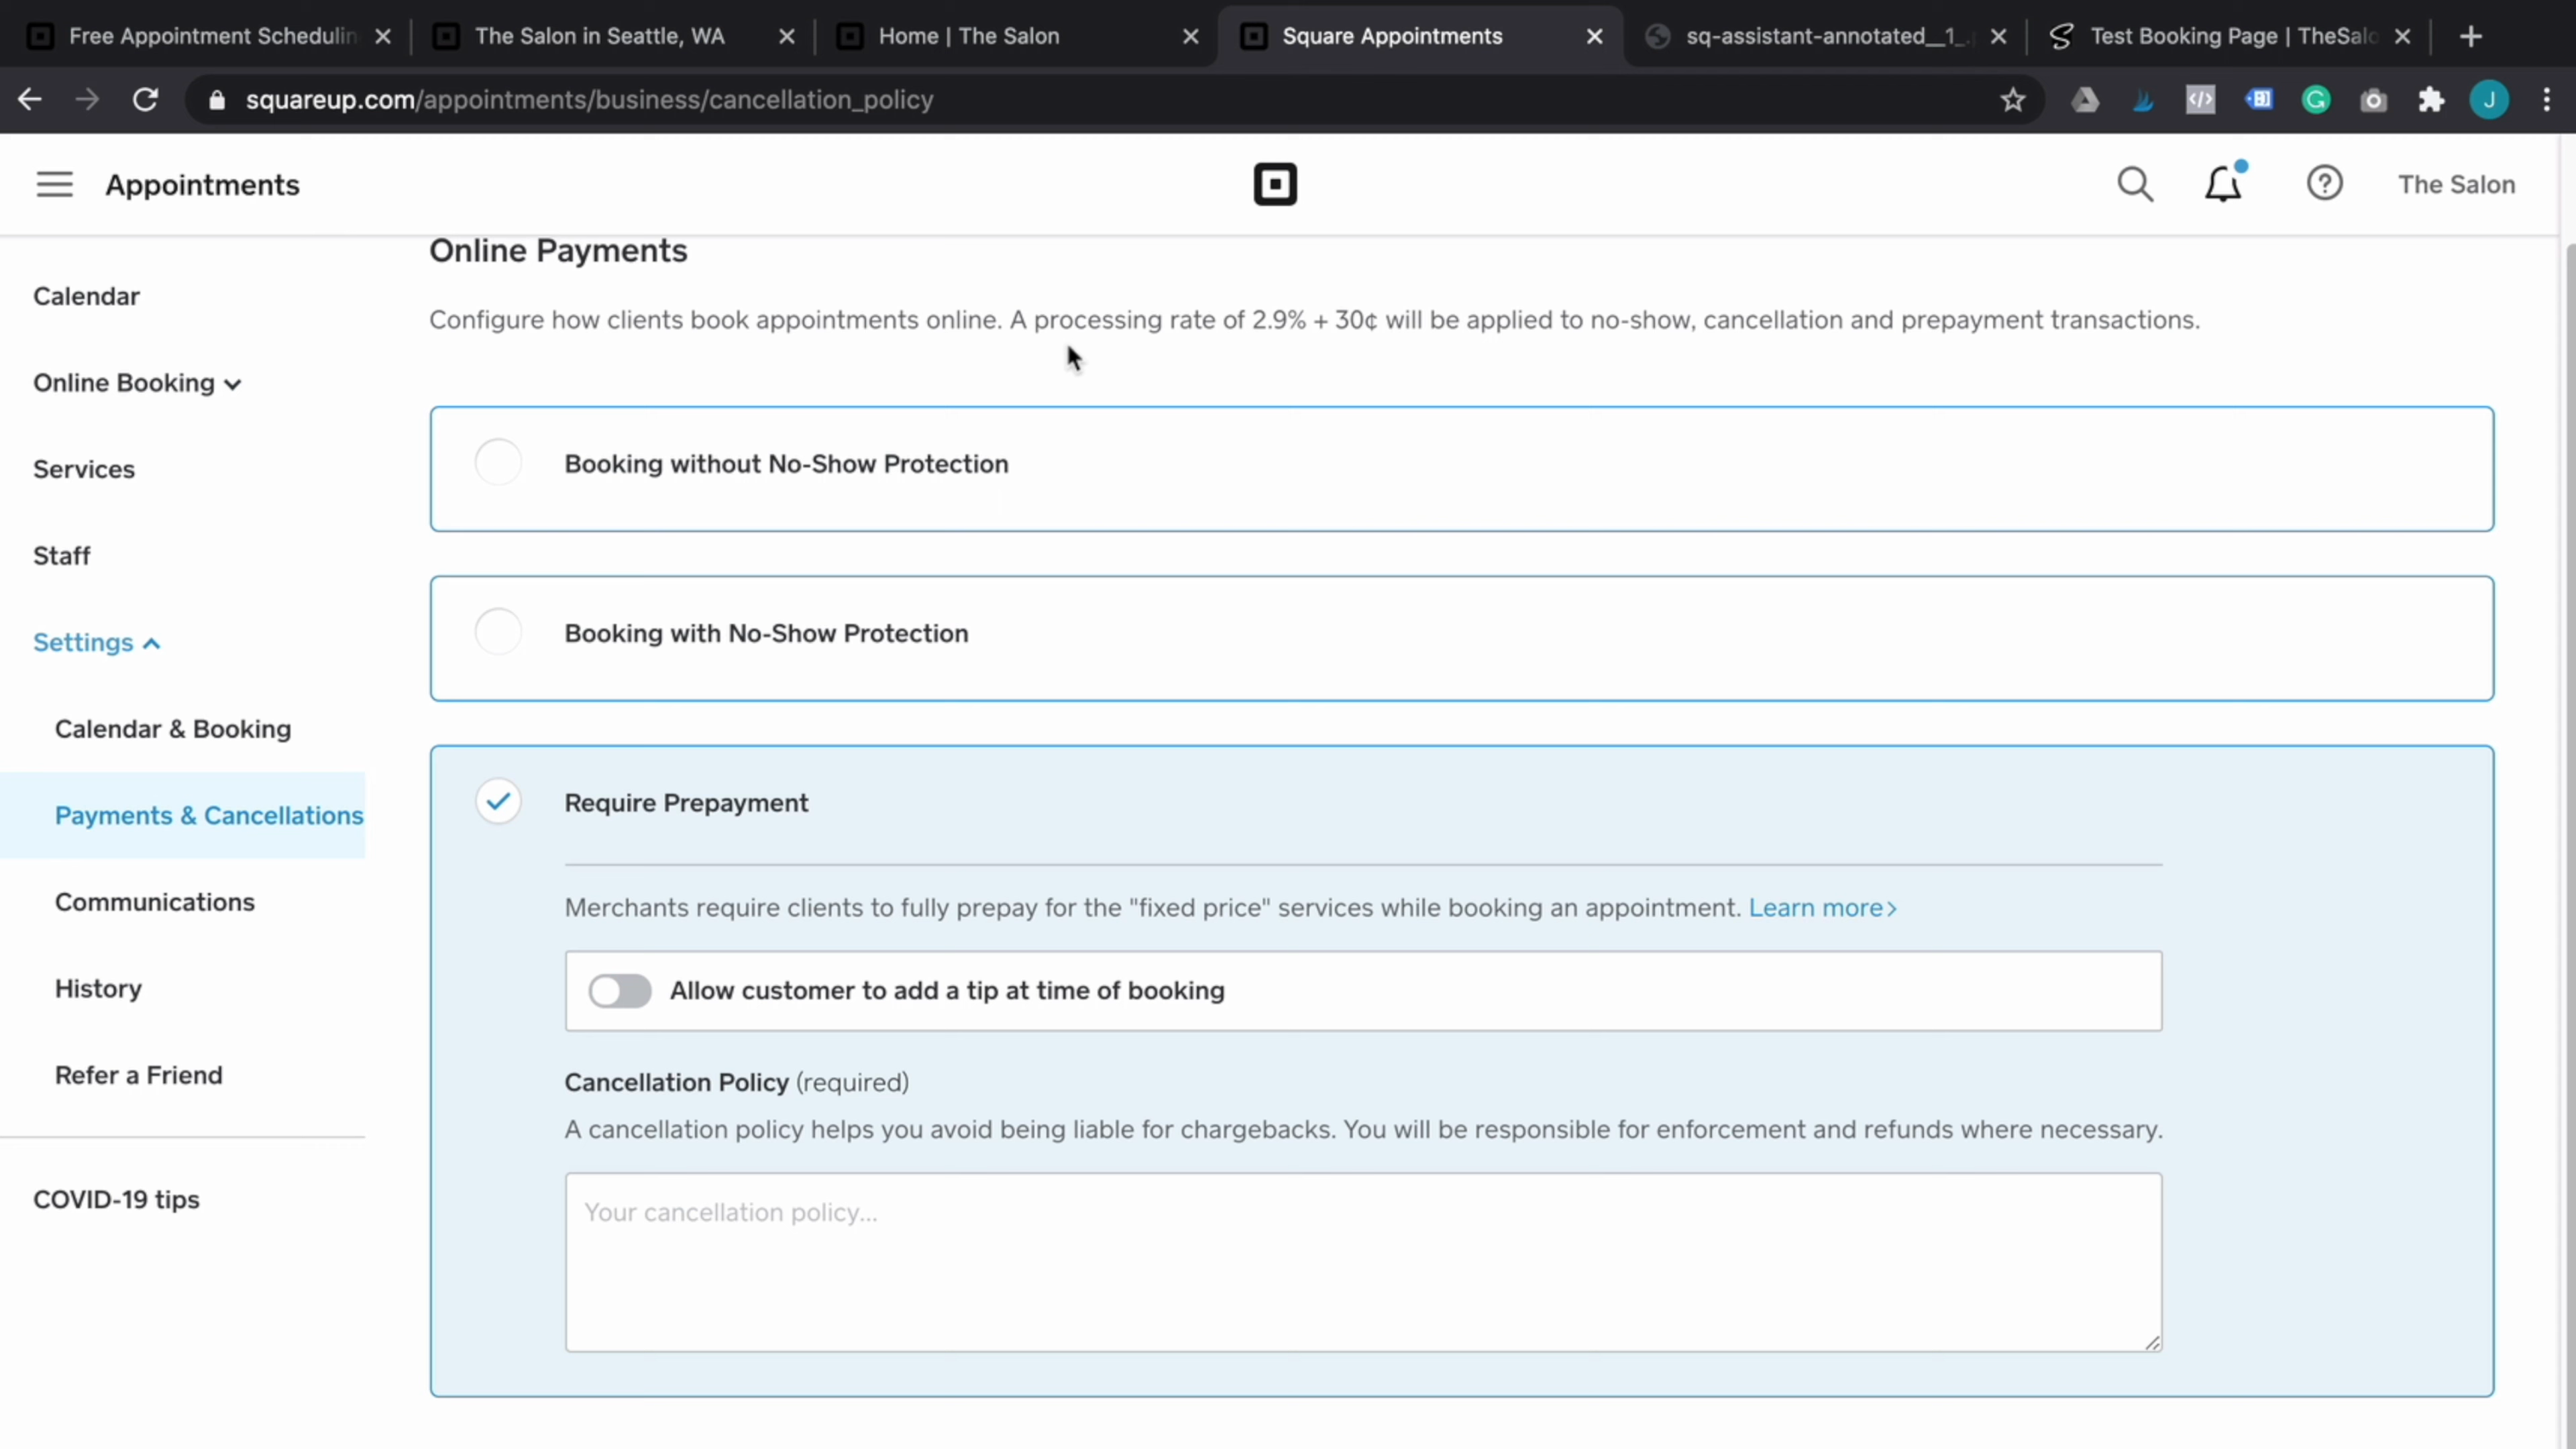 Free Appointment Schedulin
The Salon in Seattle, WA
Home | The Salon
Square Appointments
sq-assistant-annotated__1_.
Test Booking Page | TheSalo
squareup.com/appointments/business/cancellation_policy
J
Appointments
The Salon
Online Payments
Configure how clients book appointments online. A processing rate of 2.9% + 30¢ will be applied to no-show, cancellation and prepayment transactions.
Calendar
Online Booking
Services
Staff
Settings
Calendar & Booking
Payments & Cancellations
Communications
History
Refer a Friend
COVID-19 tips
Booking without No-Show Protection
Booking with No-Show Protection
Require Prepayment
Merchants require clients to fully prepay for the "fixed price" services while booking an appointment. Learn more>
Allow customer to add a tip at time of booking
Cancellation Policy (required)
A cancellation policy helps you avoid being liable for chargebacks. You will be responsible for enforcement and refunds where necessary.
Your cancellation policy...